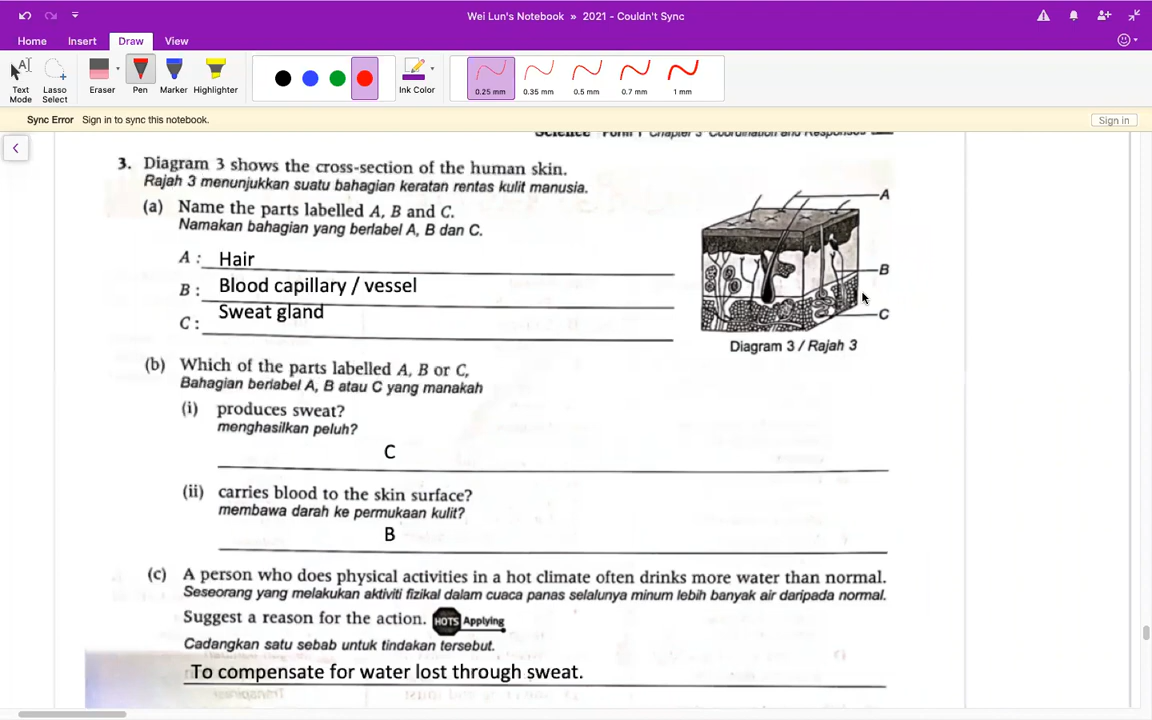 Wei Lun's Notebook » 2021 - Couldn't Sync
Home Insert Draw View
Text Mode
Lasso Select
Eraser
Pen
Marker
Highlighter
Ink Color
0.25 mm
0.35 mm
0.5 mm
0.7 mm
1 mm
Sync Error Sign in to sync this notebook.
Sign in
Science Form 1 Chapter 3 Coordination and Responses
3. Diagram 3 shows the cross-section of the human skin.
Rajah 3 menunjukkan suatu bahagian keratan rentas kulit manusia.
(a) Name the parts labelled A, B and C.
Namakan bahagian yang berlabel A, B dan C.
A : Hair
B : Blood capillary / vessel
C : Sweat gland
A
B
C
Diagram 3 / Rajah 3
(b) Which of the parts labelled A, B or C,
Bahagian berlabel A, B atau C yang manakah
(i) produces sweat?
menghasilkan peluh?
C
(ii) carries blood to the skin surface?
membawa darah ke permukaan kulit?
B
(c) A person who does physical activities in a hot climate often drinks more water than normal.
Seseorang yang melakukan aktiviti fizikal dalam cuaca panas selalunya minum lebih banyak air daripada normal.
Suggest a reason for the action. HOTS Applying
Cadangkan satu sebab untuk tindakan tersebut.
To compensate for water lost through sweat.